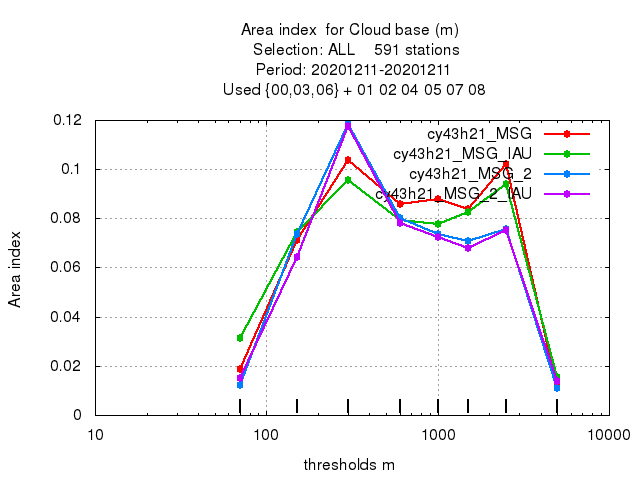 Area index  for Cloud base (m)
Selection: ALL    591 stations
Period: 20201211-20201211
Used {00,03,06} + 01 02 04 05 07 08
0.12
0.1
0.08
0.06
0.04
0.02
0
Area index
cy43h21_MSG
cy43h21_MSG_IAU
cy43h21_MSG_2
cy43h21_MSG_2_IAU
10
100
1000
10000
thresholds m